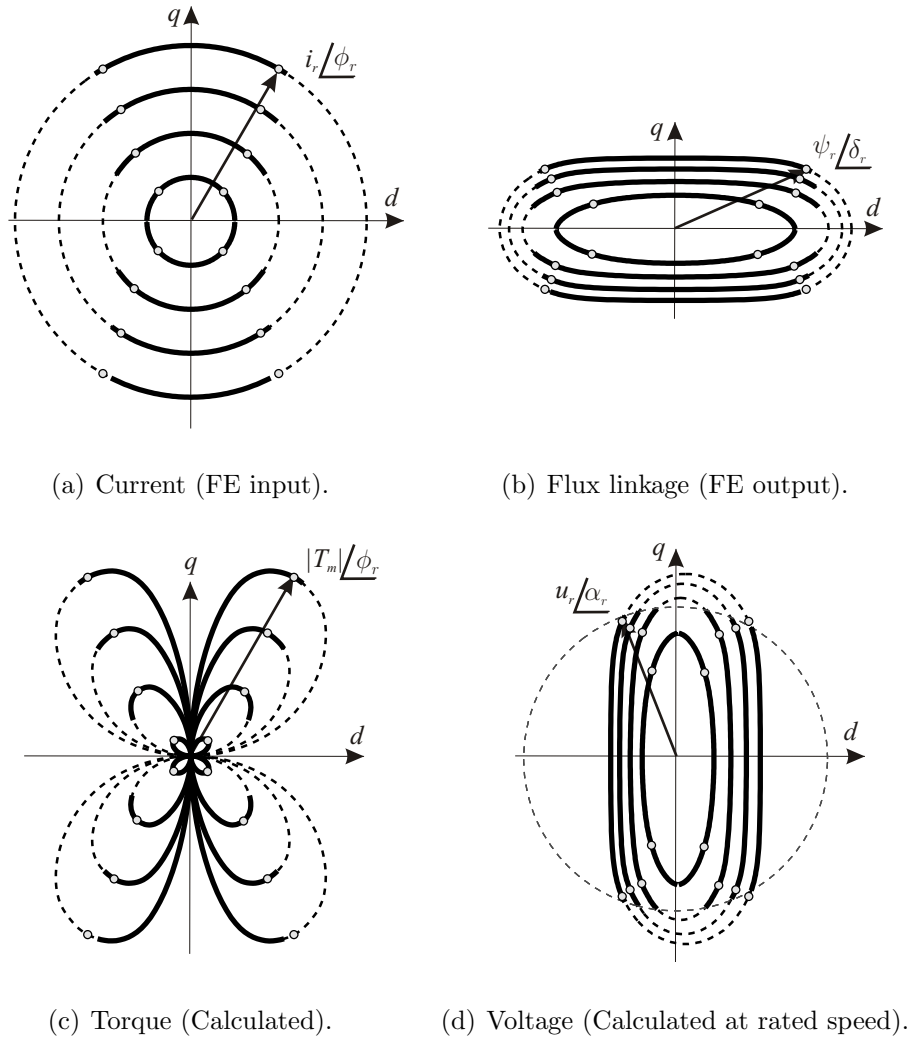 q
i_r∠ϕ_r
d
(a) Current (FE input).
q
ψ_r∠δ_r
d
(b) Flux linkage (FE output).
q
|T_m|∠ϕ_r
d
(c) Torque (Calculated).
q
u_r∠α_r
d
(d) Voltage (Calculated at rated speed).